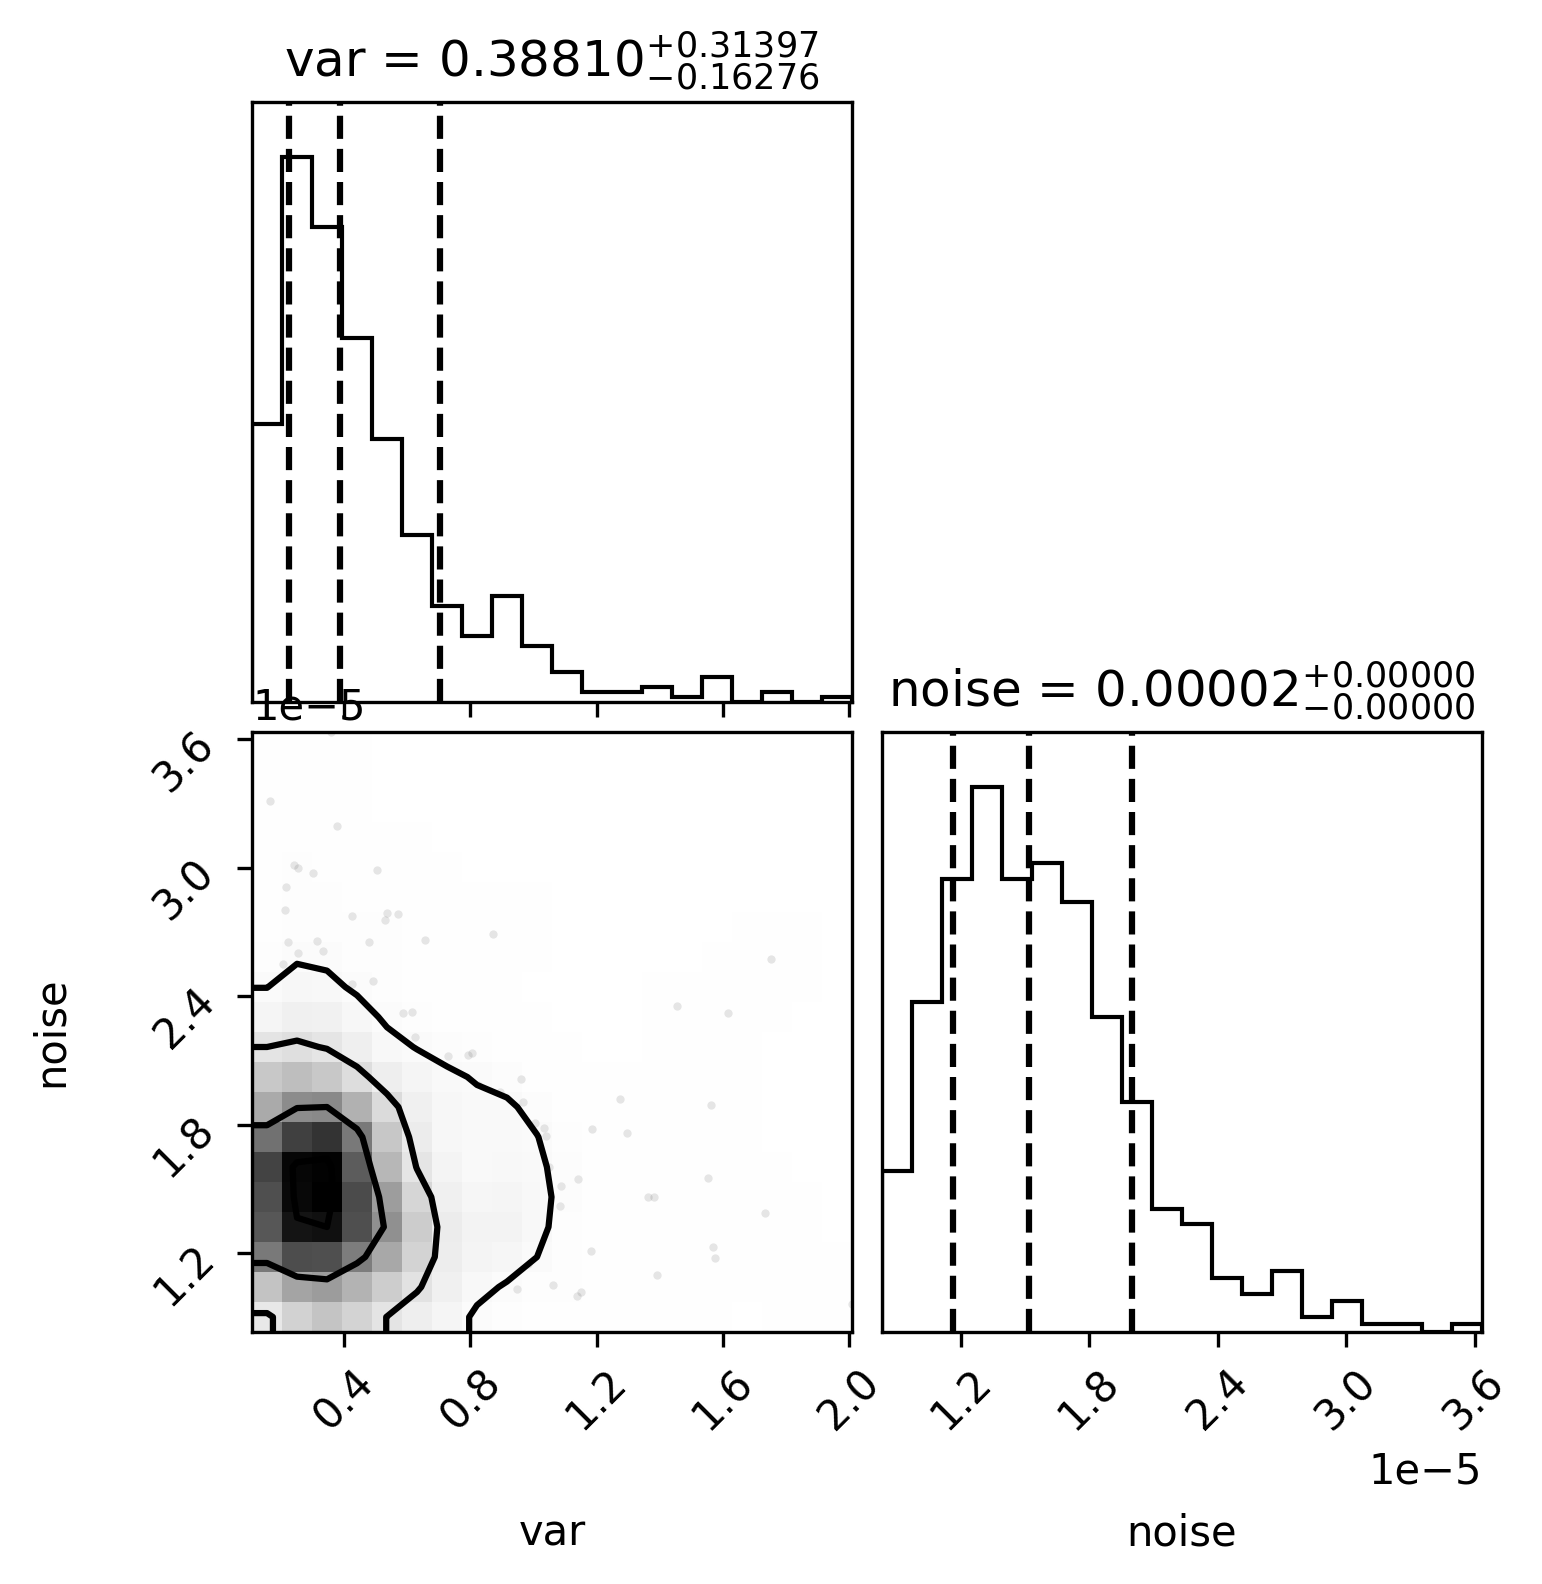 var = 0.38810+0.31397−0.16276
1e−5
noise = 0.00002+0.00000−0.00000
3.6
3.0
2.4
1.8
1.2
noise
0.4 0.8 1.2 1.6 2.0
1.2 1.8 2.4 3.0 3.6
1e−5
var
noise